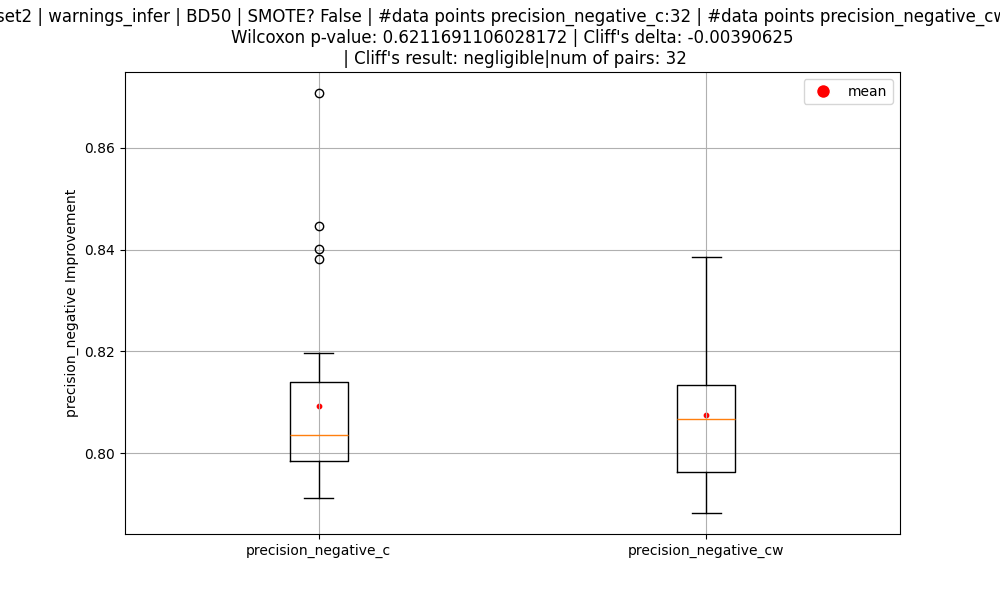 set2 | warnings_infer | BD50 | SMOTE? False | #data points precision_negative_c:32 | #data points precision_negative_cw
Wilcoxon p-value: 0.6211691106028172 | Cliff's delta: -0.00390625
| Cliff's result: negligible|num of pairs: 32
mean
0.86
0.84
0.82
0.80
precision_negative Improvement
precision_negative_c
precision_negative_cw